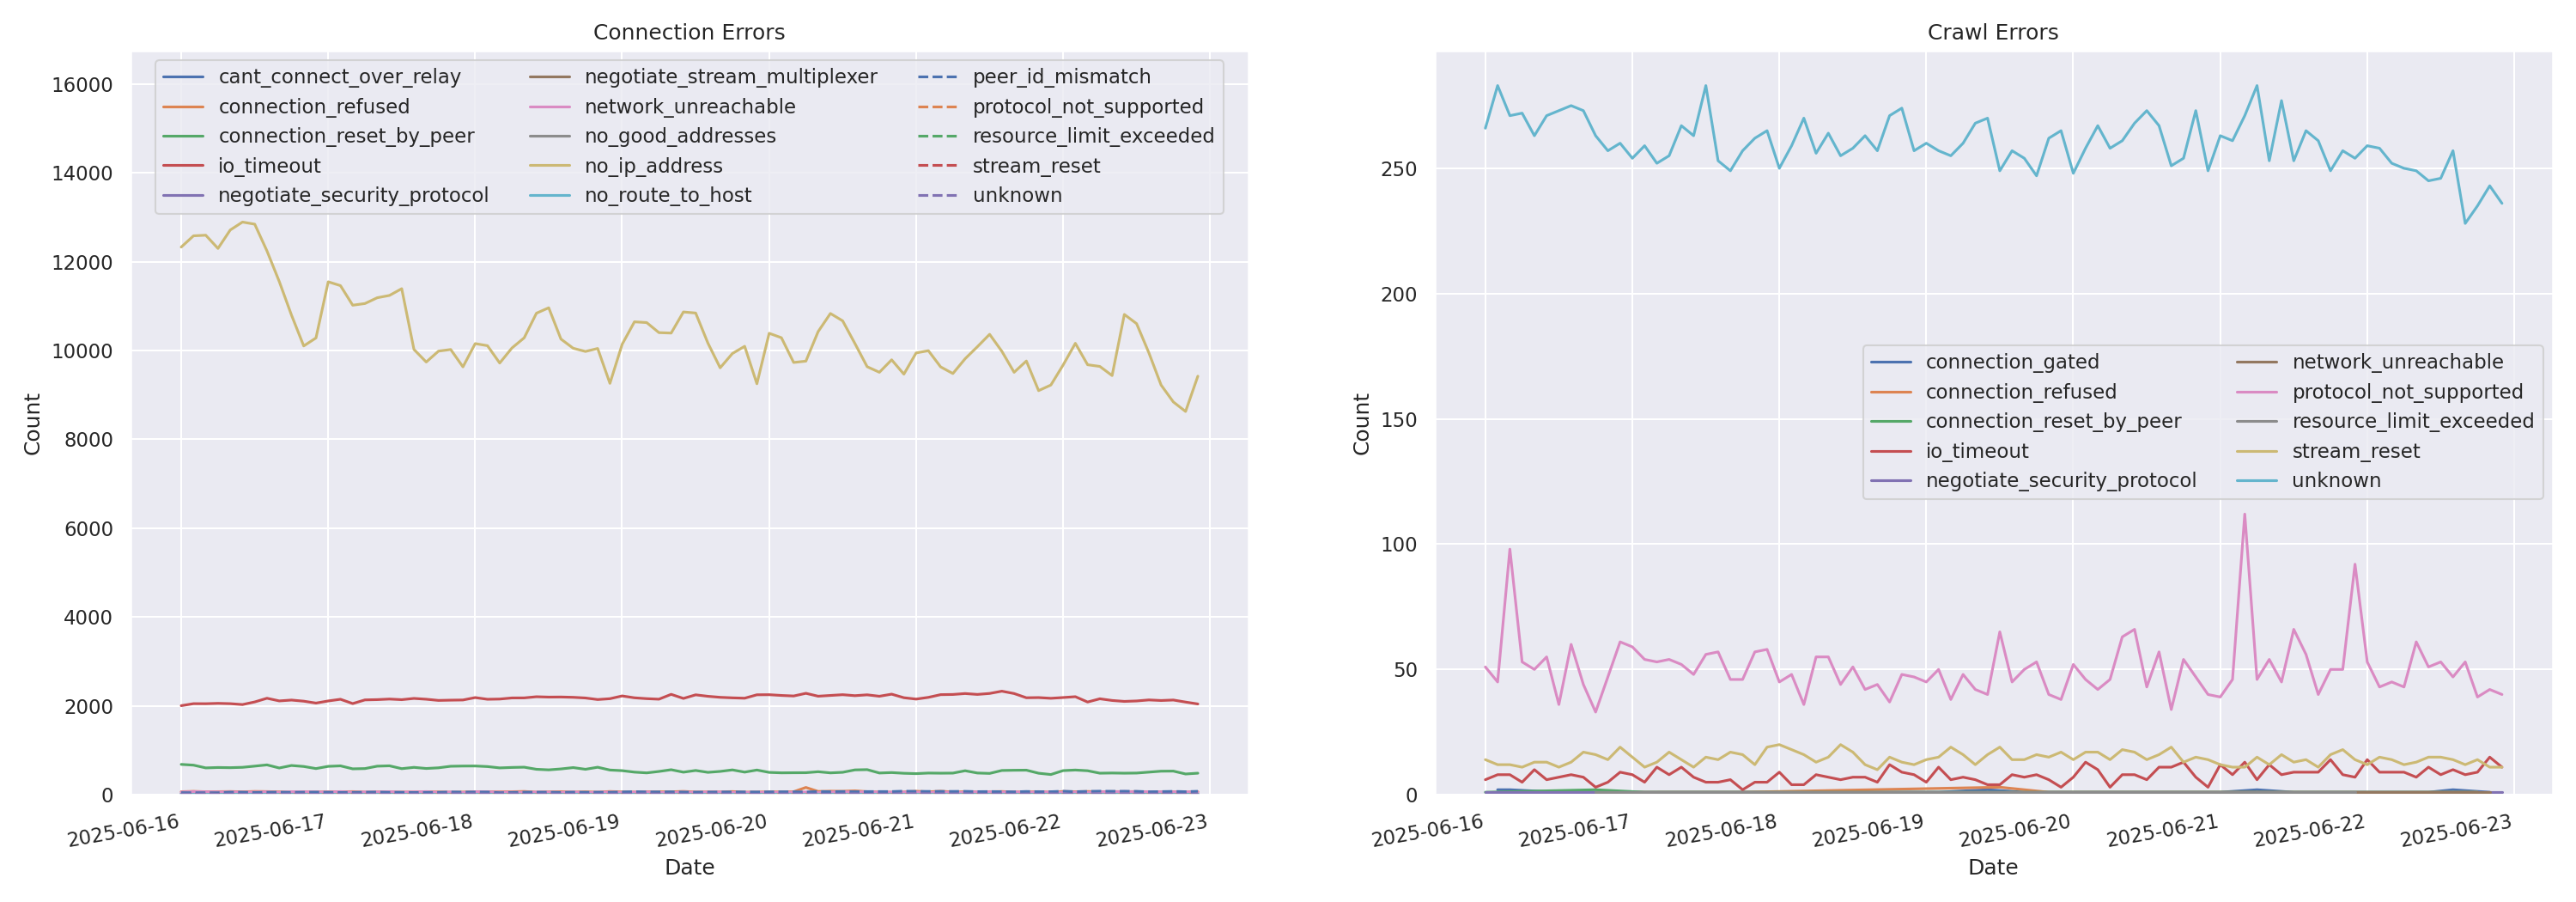 Connection Errors
16000
14000
12000
10000
8000
6000
4000
2000
0
Count
cant_connect_over_relay
connection_refused
connection_reset_by_peer
io_timeout
negotiate_security_protocol
negotiate_stream_multiplexer
network_unreachable
no_good_addresses
no_ip_address
no_route_to_host
peer_id_mismatch
protocol_not_supported
resource_limit_exceeded
stream_reset
unknown
2025-06-16
2025-06-17
2025-06-18
2025-06-19
2025-06-20
2025-06-21
2025-06-22
2025-06-23
Date
Crawl Errors
250
200
150
100
50
0
Count
connection_gated
connection_refused
connection_reset_by_peer
io_timeout
negotiate_security_protocol
network_unreachable
protocol_not_supported
resource_limit_exceeded
stream_reset
unknown
2025-06-16
2025-06-17
2025-06-18
2025-06-19
2025-06-20
2025-06-21
2025-06-22
2025-06-23
Date